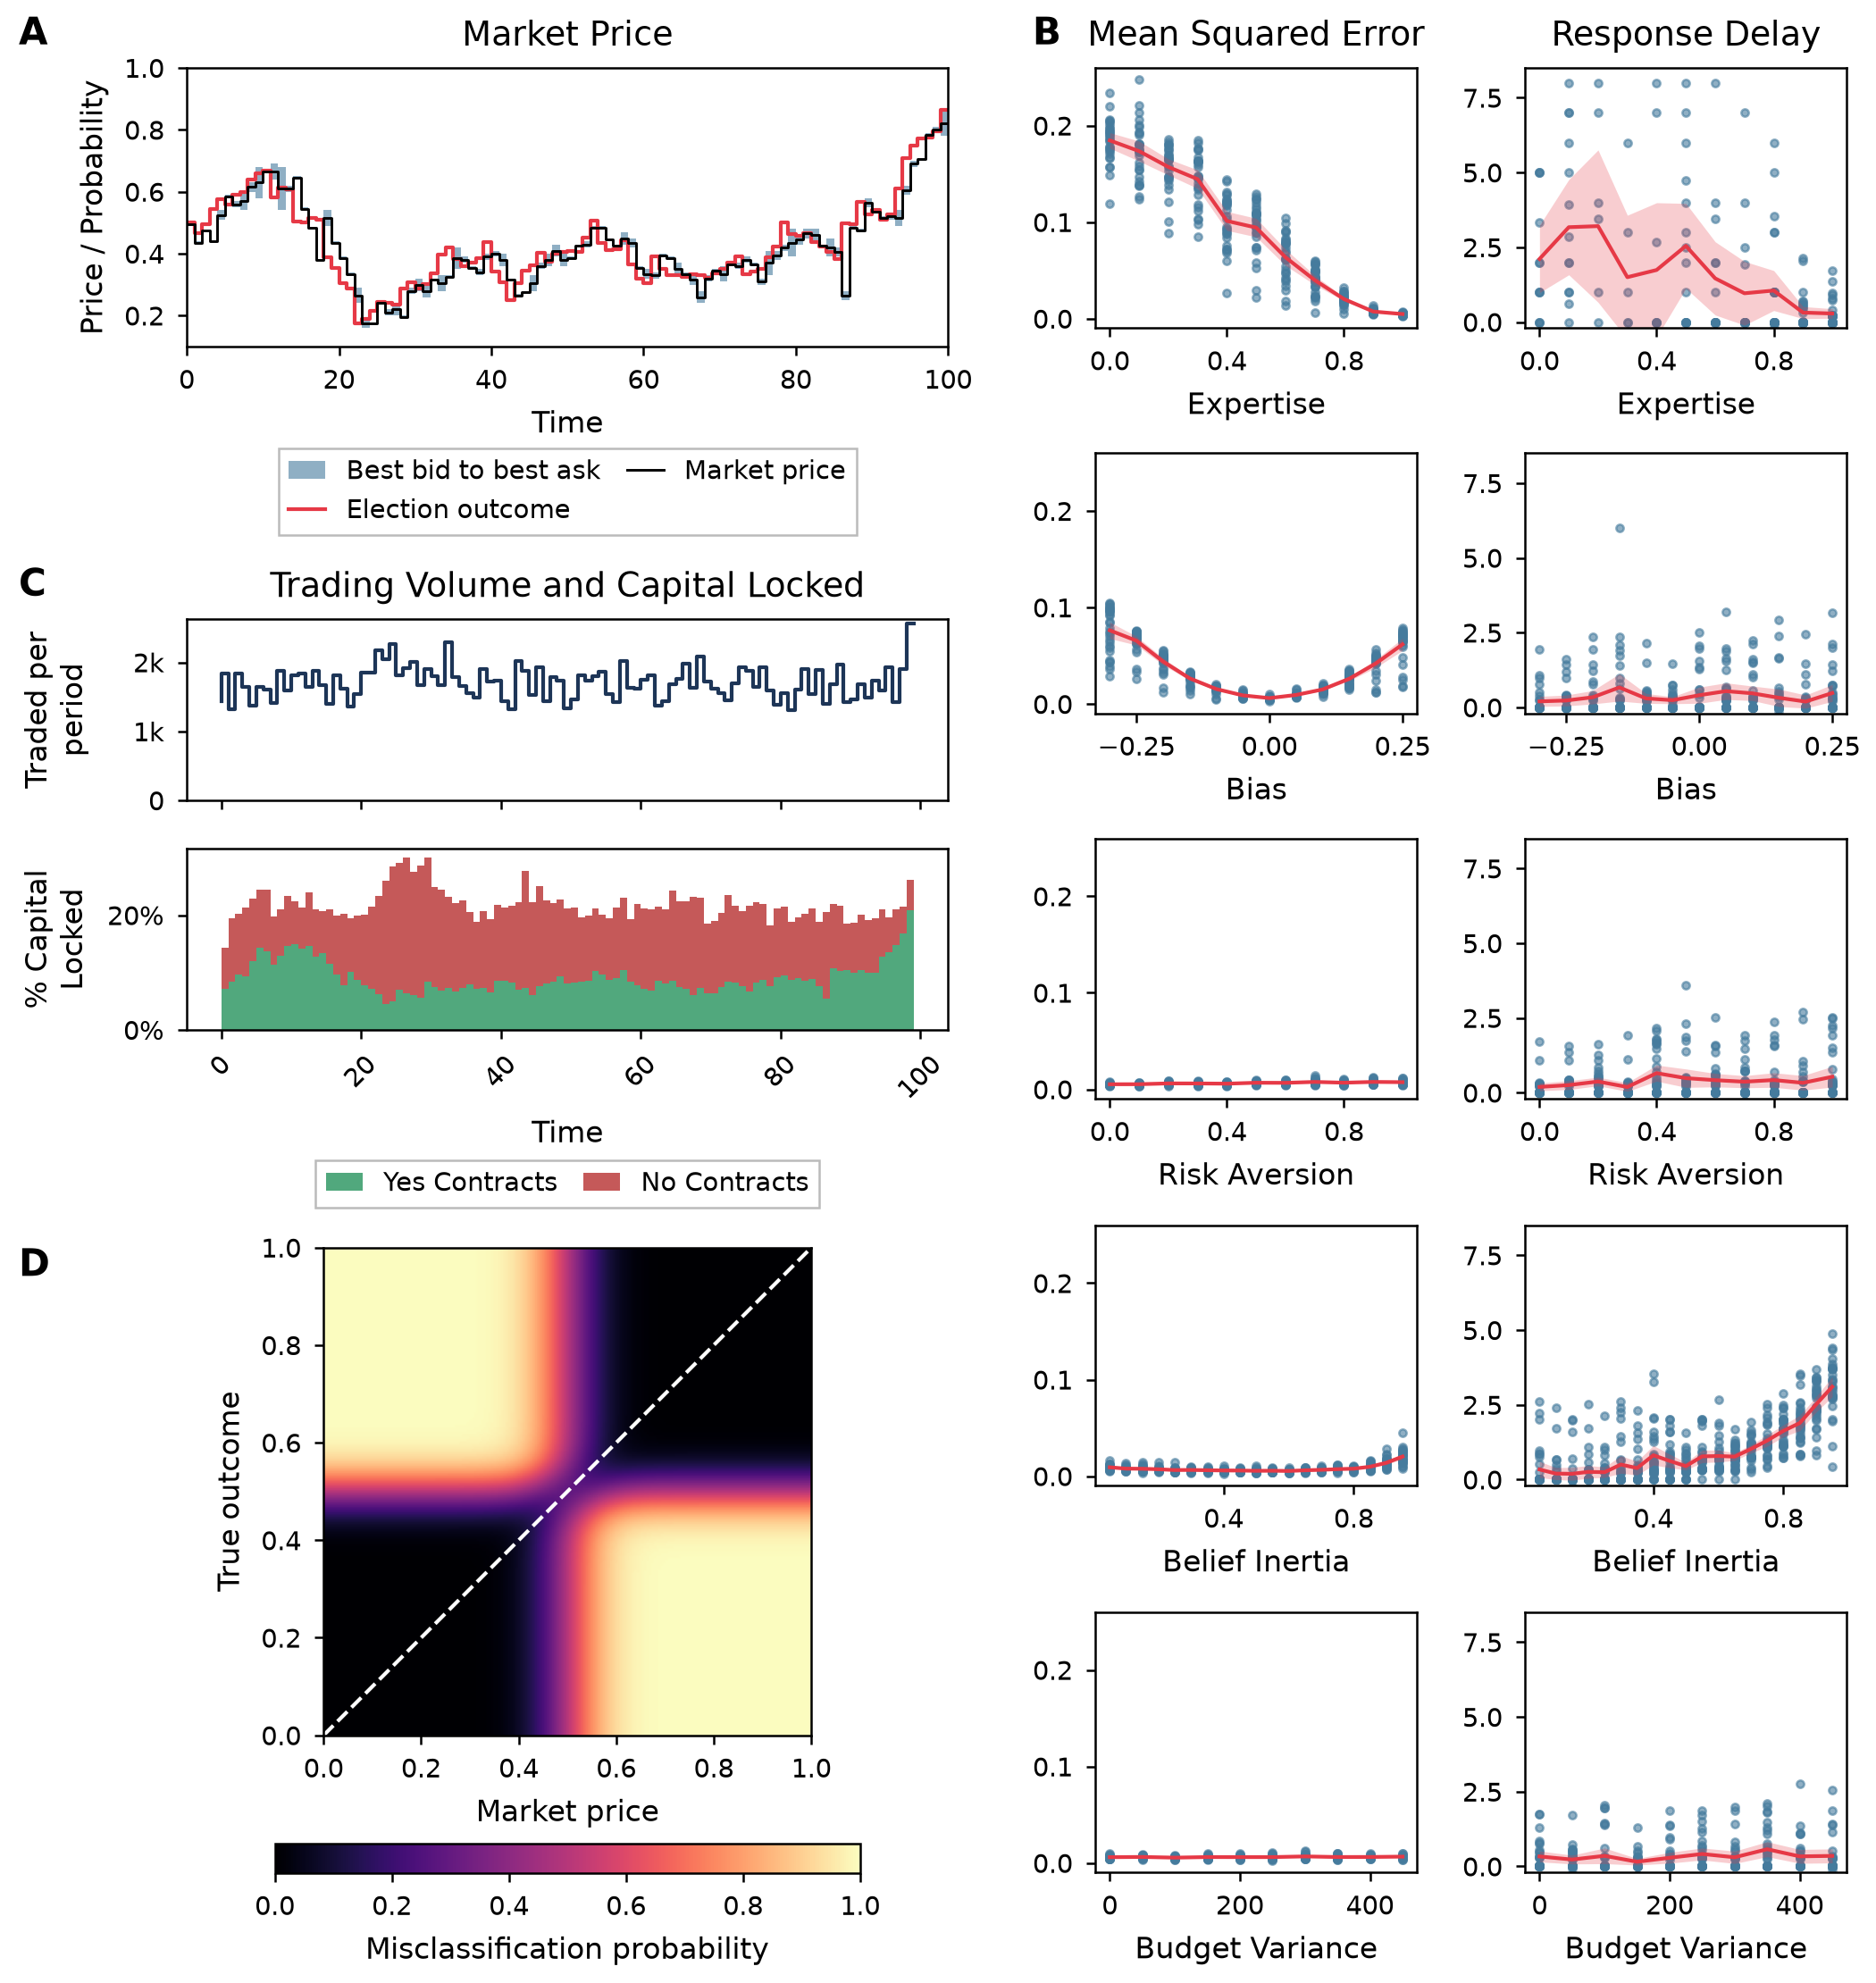 A
Market Price
Price / Probability
1.0
0.8
0.6
0.4
0.2
0
20
40
60
80
100
Time
Best bid to best ask
Market price
Election outcome
B
Mean Squared Error
Response Delay
0.2
0.1
0.0
0.0
0.4
0.8
Expertise
7.5
5.0
2.5
0.0
0.0
0.4
0.8
Expertise
0.2
0.1
0.0
−0.25
0.00
0.25
Bias
7.5
5.0
2.5
0.0
−0.25
0.00
0.25
Bias
0.2
0.1
0.0
0.0
0.4
0.8
Risk Aversion
7.5
5.0
2.5
0.0
0.0
0.4
0.8
Risk Aversion
0.2
0.1
0.0
0.4
0.8
Belief Inertia
7.5
5.0
2.5
0.0
0.4
0.8
Belief Inertia
0.2
0.1
0.0
0
200
400
Budget Variance
7.5
5.0
2.5
0.0
0
200
400
Budget Variance
C
Trading Volume and Capital Locked
Traded per
period
2k
1k
0
% Capital
Locked
20%
0%
0
20
40
60
80
100
Time
Yes Contracts
No Contracts
D
True outcome
1.0
0.8
0.6
0.4
0.2
0.0
0.0
0.2
0.4
0.6
0.8
1.0
Market price
0.0
0.2
0.4
0.6
0.8
1.0
Misclassification probability